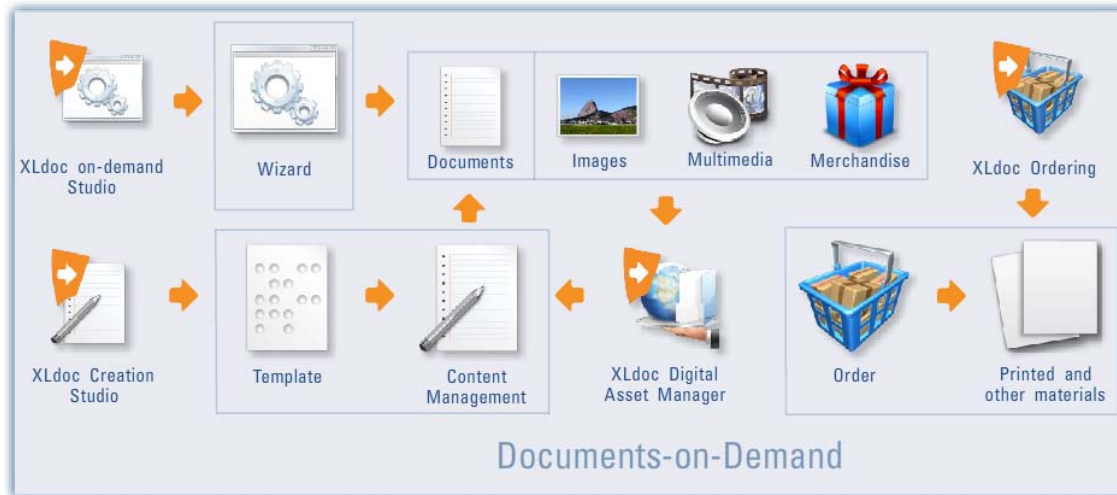 XLdoc on-demand
Studio
Wizard
Documents
Images
Multimedia
Merchandise
XLdoc Ordering
XLdoc Creation
Studio
Template
Content
Management
XLdoc Digital
Asset Manager
Order
Printed and
other materials
Documents-on-Demand